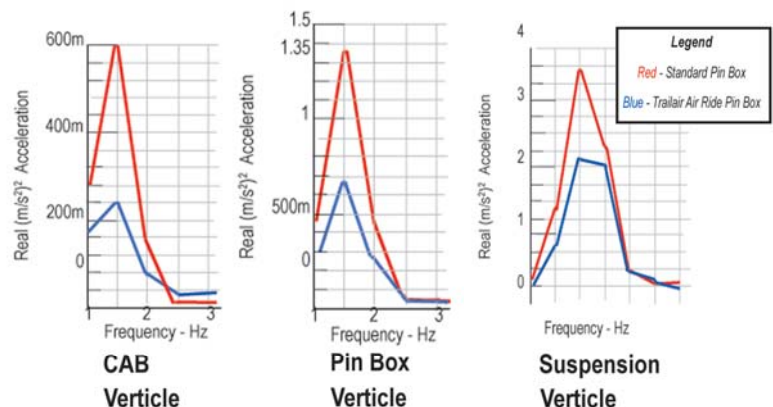 600m
400m
200m
0
Real (m/s²)² Acceleration
1 2 3
Frequency - Hz
CAB
Verticle
1.5
1.35
1
500m
0
Real (m/s²)² Acceleration
1 2 3
Frequency - Hz
Pin Box
Verticle
4
3
2
1
0
Real (m/s²)² Acceleration
Frequency - Hz
Suspension
Verticle
Legend
Red - Standard Pin Box
Blue - Trailair Air Ride Pin Box